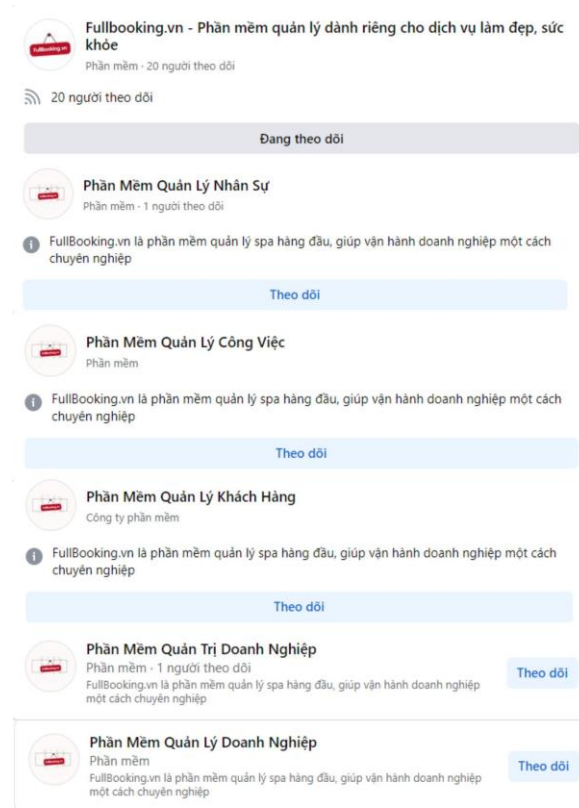 Fullbooking.vn - Phần mềm quản lý dành riêng cho dịch vụ làm đẹp, sức
khỏe
Phần mềm · 20 người theo dõi
20 người theo dõi
Đang theo dõi
Phần Mềm Quản Lý Nhân Sự
Phần mềm · 1 người theo dõi
FullBooking.vn là phần mềm quản lý spa hàng đầu, giúp vận hành doanh nghiệp một cách
chuyên nghiệp
Theo dõi
Phần Mềm Quản Lý Công Việc
Phần mềm
FullBooking.vn là phần mềm quản lý spa hàng đầu, giúp vận hành doanh nghiệp một cách
chuyên nghiệp
Theo dõi
Phần Mềm Quản Lý Khách Hàng
Công ty phần mềm
FullBooking.vn là phần mềm quản lý spa hàng đầu, giúp vận hành doanh nghiệp một cách
chuyên nghiệp
Theo dõi
Phần Mềm Quản Trị Doanh Nghiệp
Phần mềm · 1 người theo dõi
FullBooking.vn là phần mềm quản lý spa hàng đầu, giúp vận hành doanh nghiệp
một cách chuyên nghiệp
Theo dõi
Phần Mềm Quản Lý Doanh Nghiệp
Phần mềm
FullBooking.vn là phần mềm quản lý spa hàng đầu, giúp vận hành doanh nghiệp
một cách chuyên nghiệp
Theo dõi